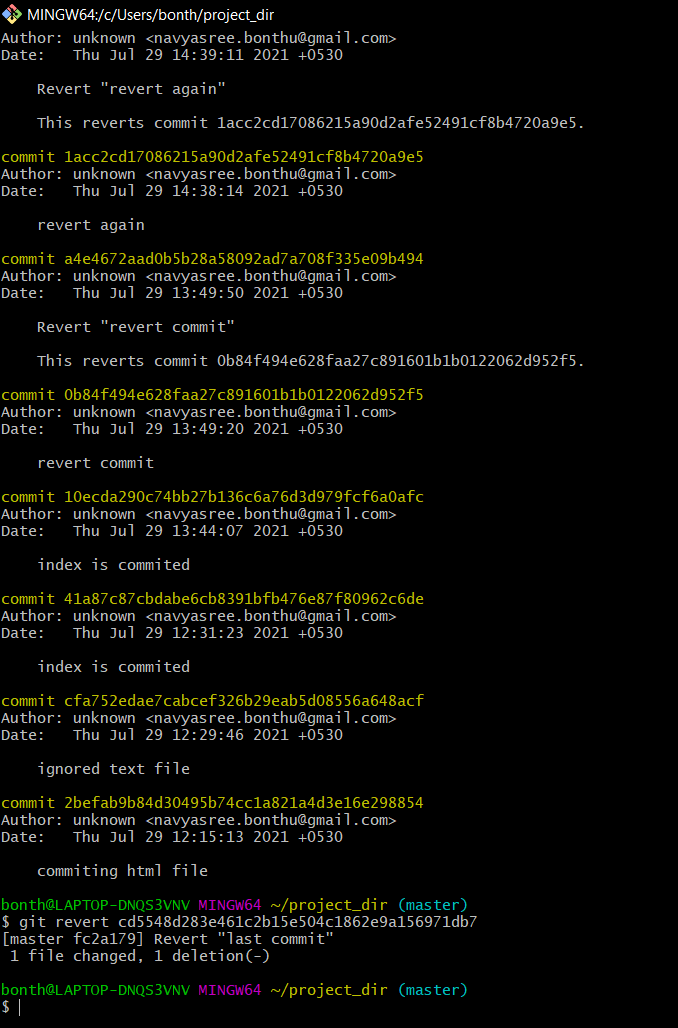 MINGW64:/c/Users/bonth/project_dir
Author: unknown <navyasree.bonthu@gmail.com>
Date:   Thu Jul 29 14:39:11 2021 +0530
    Revert "revert again"
    This reverts commit 1acc2cd17086215a90d2afe52491cf8b4720a9e5.
commit 1acc2cd17086215a90d2afe52491cf8b4720a9e5
Author: unknown <navyasree.bonthu@gmail.com>
Date:   Thu Jul 29 14:38:14 2021 +0530
    revert again
commit a4e4672aad0b5b28a58092ad7a708f335e09b494
Author: unknown <navyasree.bonthu@gmail.com>
Date:   Thu Jul 29 13:49:50 2021 +0530
    Revert "revert commit"
    This reverts commit 0b84f494e628faa27c891601b1b0122062d952f5.
commit 0b84f494e628faa27c891601b1b0122062d952f5
Author: unknown <navyasree.bonthu@gmail.com>
Date:   Thu Jul 29 13:49:20 2021 +0530
    revert commit
commit 10ecda290c74bb27b136c6a76d3d979fcf6a0afc
Author: unknown <navyasree.bonthu@gmail.com>
Date:   Thu Jul 29 13:44:07 2021 +0530
    index is commited
commit 41a87c87cbdabe6cb8391bfb476e87f80962c6de
Author: unknown <navyasree.bonthu@gmail.com>
Date:   Thu Jul 29 12:31:23 2021 +0530
    index is commited
commit cfa752edae7cabcef326b29eab5d08556a648acf
Author: unknown <navyasree.bonthu@gmail.com>
Date:   Thu Jul 29 12:29:46 2021 +0530
    ignored text file
commit 2befab9b84d30495b74cc1a821a4d3e16e298854
Author: unknown <navyasree.bonthu@gmail.com>
Date:   Thu Jul 29 12:15:13 2021 +0530
    commiting html file
bonth@LAPTOP-DNQS3VNV MINGW64 ~/project_dir (master)
$ git revert cd5548d283e461c2b15e504c1862e9a156971db7
[master fc2a179] Revert "last commit"
 1 file changed, 1 deletion(-)
bonth@LAPTOP-DNQS3VNV MINGW64 ~/project_dir (master)
$